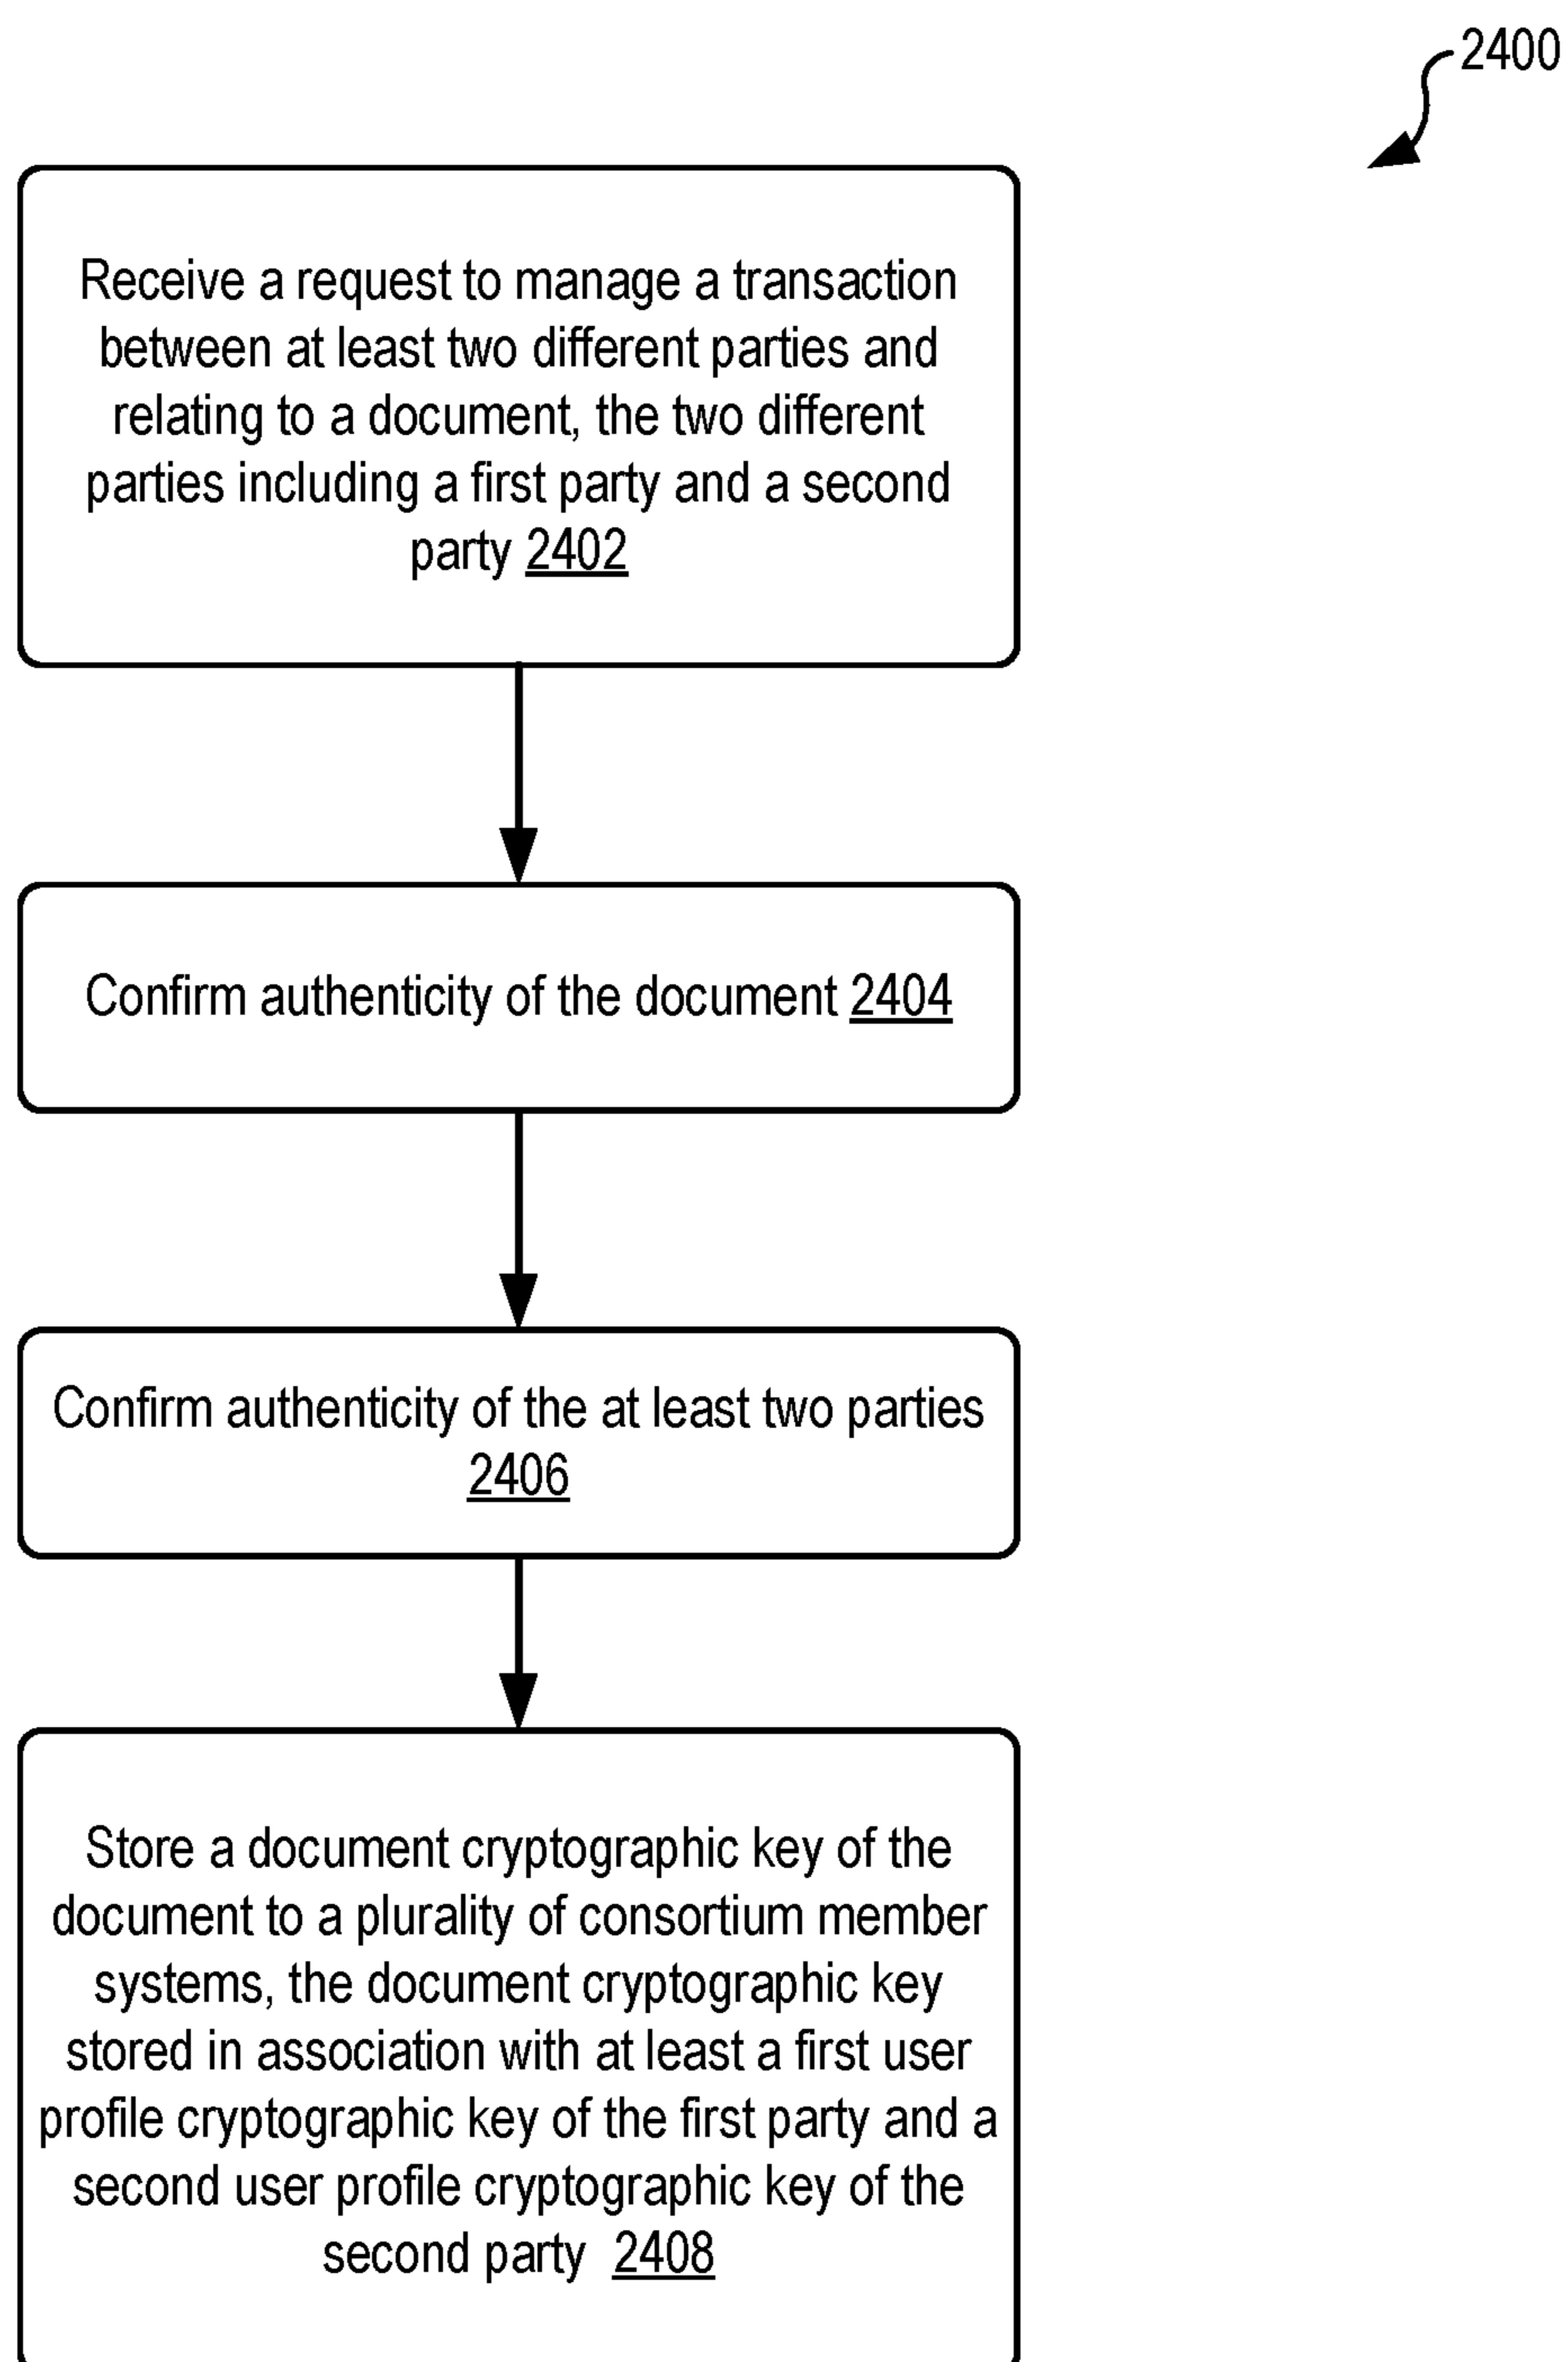 2400
Receive a request to manage a transaction
between at least two different parties and
relating to a document, the two different
parties including a first party and a second
party 2402
Confirm authenticity of the document 2404
Confirm authenticity of the at least two parties
2406
Store a document cryptographic key of the
document to a plurality of consortium member
systems, the document cryptographic key
stored in association with at least a first user
profile cryptographic key of the first party and a
second user profile cryptographic key of the
second party 2408